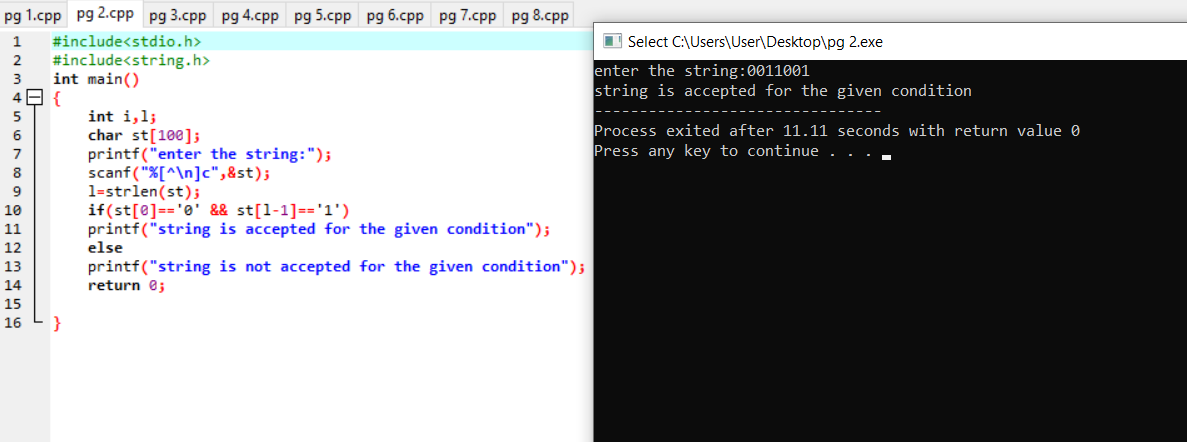 pg 1.cpp pg 2.cpp pg 3.cpp pg 4.cpp pg 5.cpp pg 6.cpp pg 7.cpp pg 8.cpp
1 #include<stdio.h>
2 #include<string.h>
3 int main()
4 {
5 int i,l;
6 char st[100];
7 printf("enter the string:");
8 scanf("%[^\n]c",&st);
9 l=strlen(st);
10 if(st[0]=='0' && st[l-1]=='1')
11 printf("string is accepted for the given condition");
12 else
13 printf("string is not accepted for the given condition");
14 return 0;
15
16 }
Select C:\Users\User\Desktop\pg 2.exe
enter the string:0011001
string is accepted for the given condition
--------------------------------
Process exited after 11.11 seconds with return value 0
Press any key to continue . . .